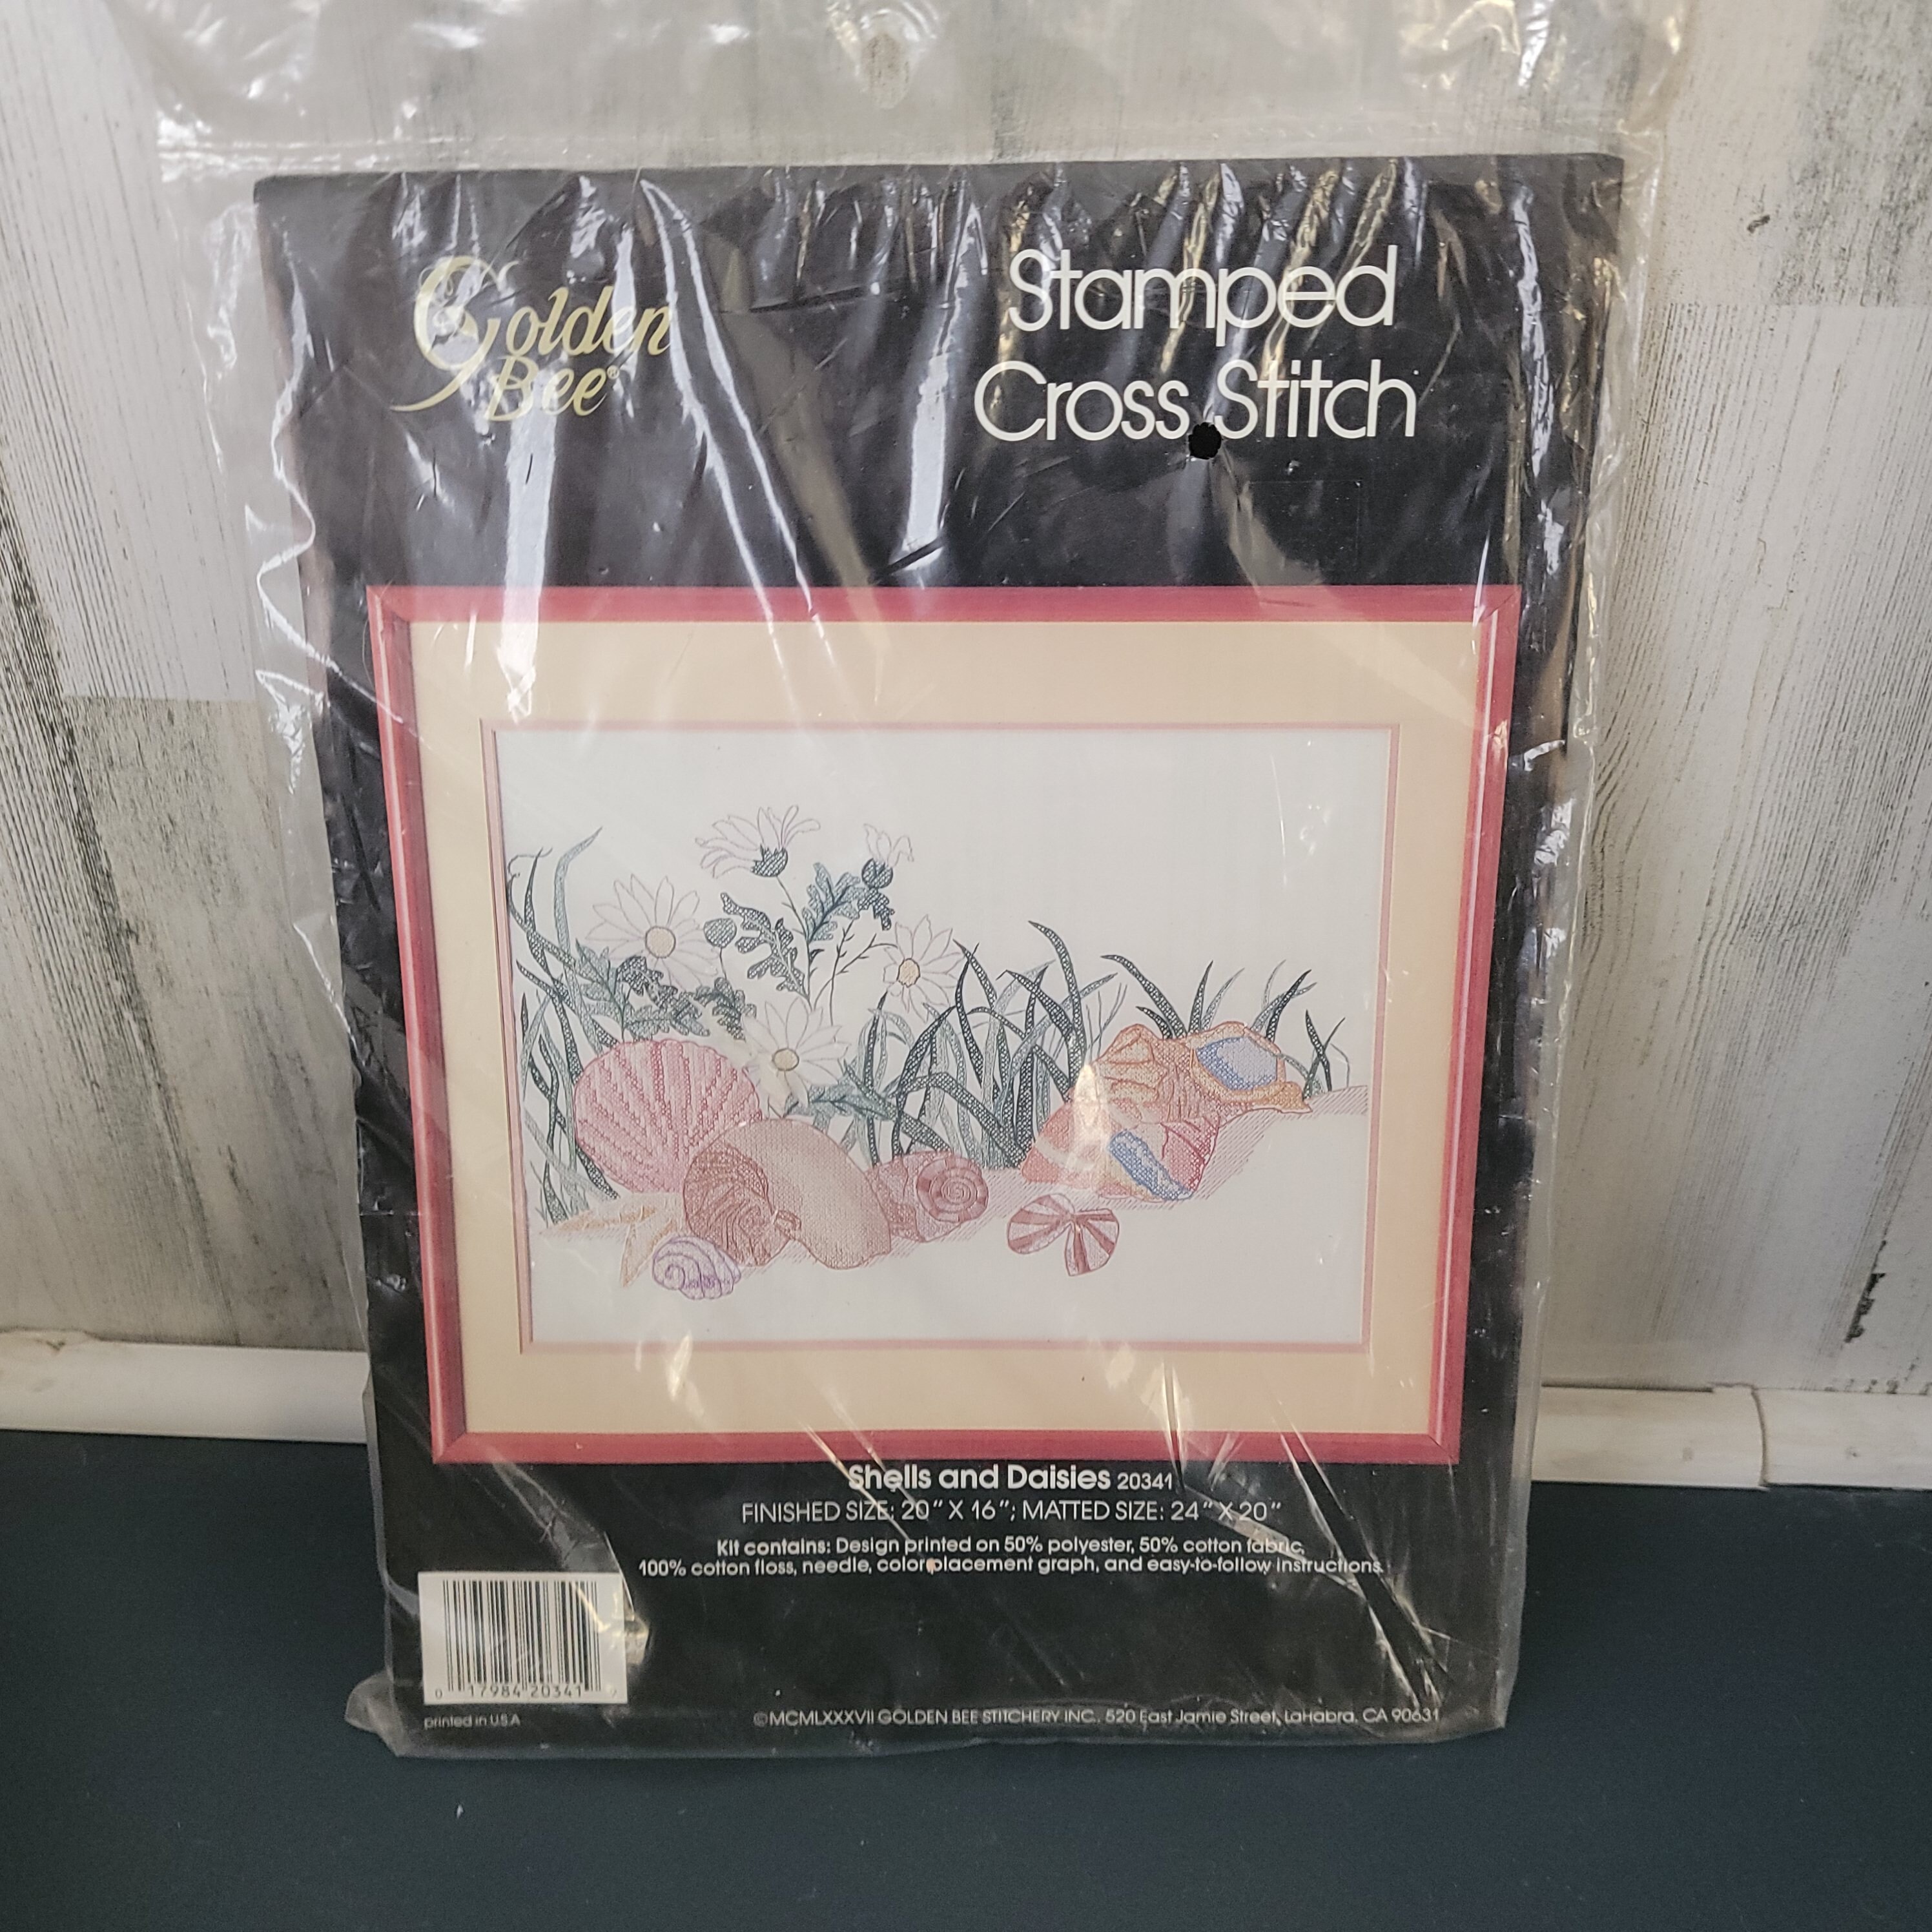 Golden
Bee®
Stamped
Cross Stitch
Shells and Daisies 20341
FINISHED SIZE: 20" X 16"; MATTED SIZE: 24" X 20"
Kit contains: Design printed on 50% polyester, 50% cotton fabric,
100% cotton floss, needle, color placement graph, and easy-to-follow instructions.
0 17984 20341
printed in U.S.A
©MCMLXXXVII GOLDEN BEE STITCHERY INC., 520 East Jamie Street, LaHabra, CA 90631